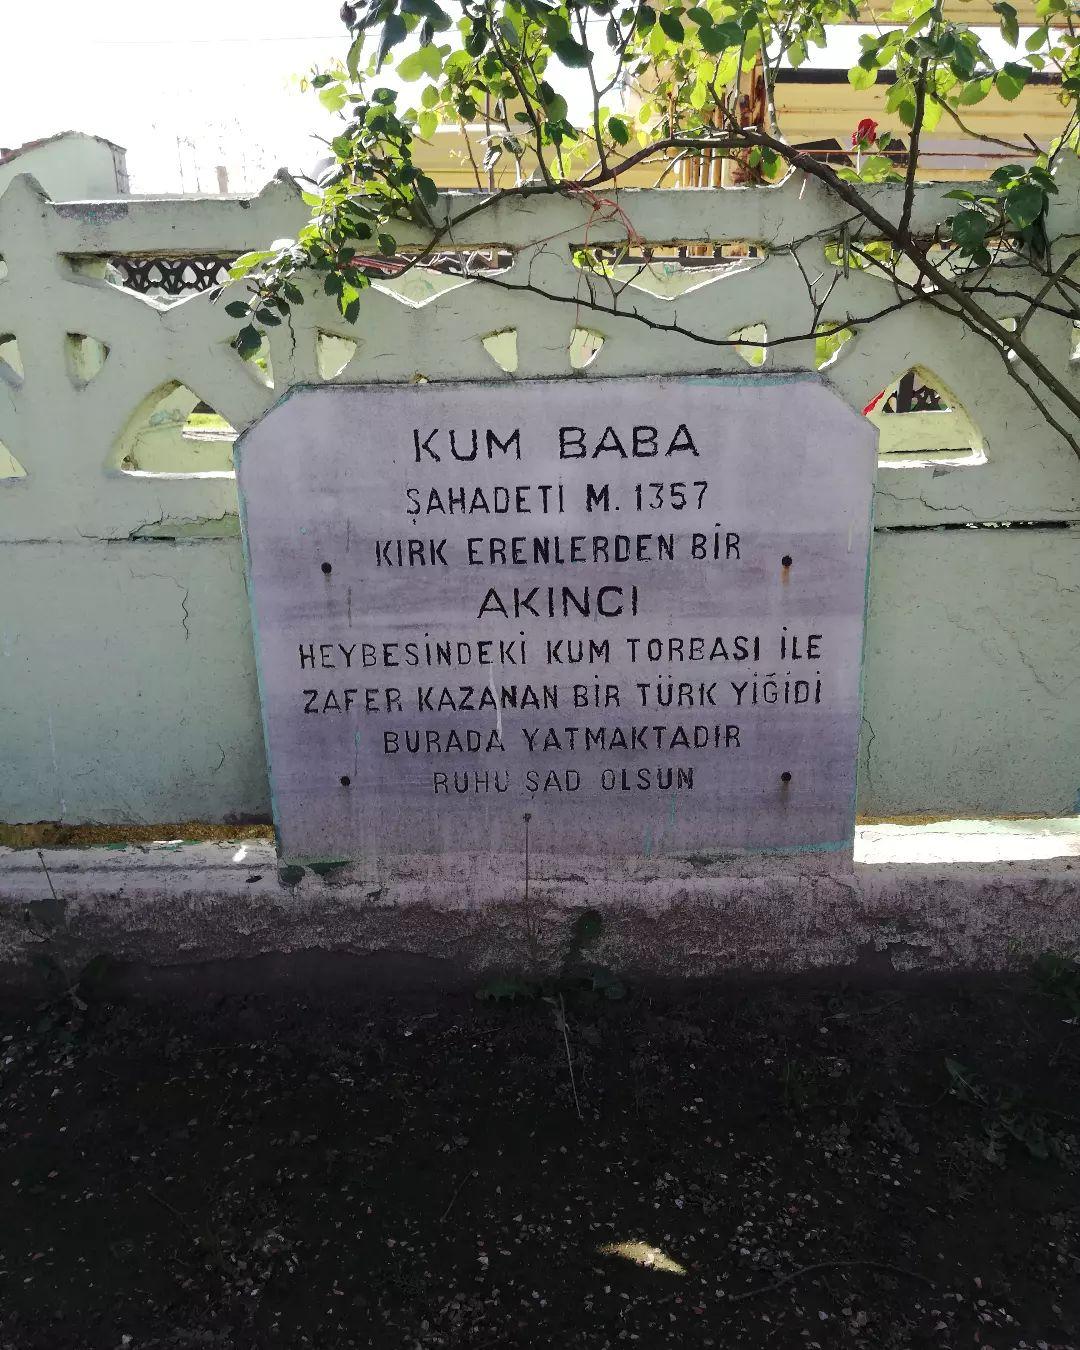 KUM BABA
ŞAHADETİ M. 1357
KIRK ERENLERDEN BİR
AKINCI
HEYBESİNDEKİ KUM TORBASI İLE
ZAFER KAZANAN BİR TÜRK YİĞİDİ
BURADA YATMAKTADIR
RUHU ŞAD OLSUN